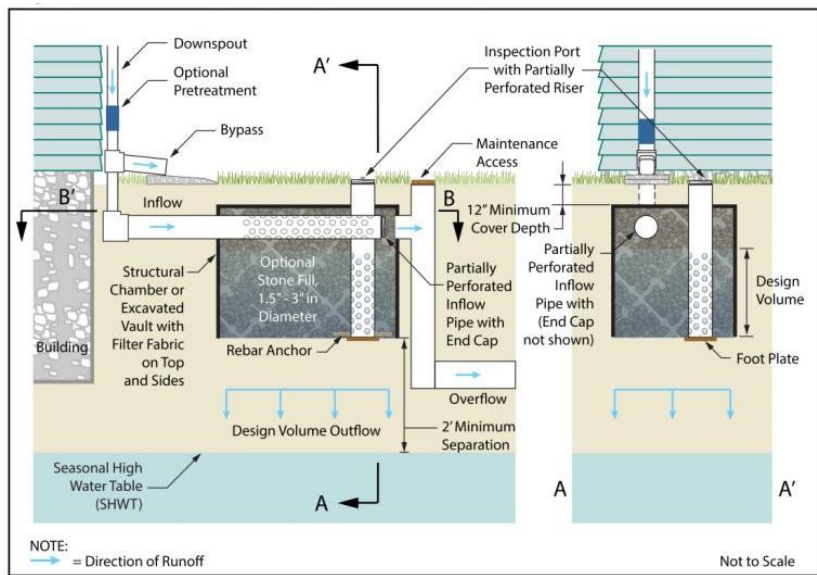 Downspout
Optional
Pretreatment
Bypass
A'
Inspection Port
with Partially
Perforated Riser
Maintenance
Access
B'
Inflow
B
12" Minimum
Cover Depth
Structural
Chamber or
Excavated
Vault with
Filter Fabric
on Top
and Sides
Optional
Stone Fill,
1.5" - 3" in
Diameter
Partially
Perforated
Inflow
Pipe with
End Cap
Partially
Perforated
Inflow
Pipe with
(End Cap
not shown)
Design
Volume
Building
Rebar Anchor
Foot Plate
Overflow
Design Volume Outflow
2' Minimum
Separation
Seasonal High
Water Table
(SHWT)
A
A
A'
NOTE:
= Direction of Runoff
Not to Scale